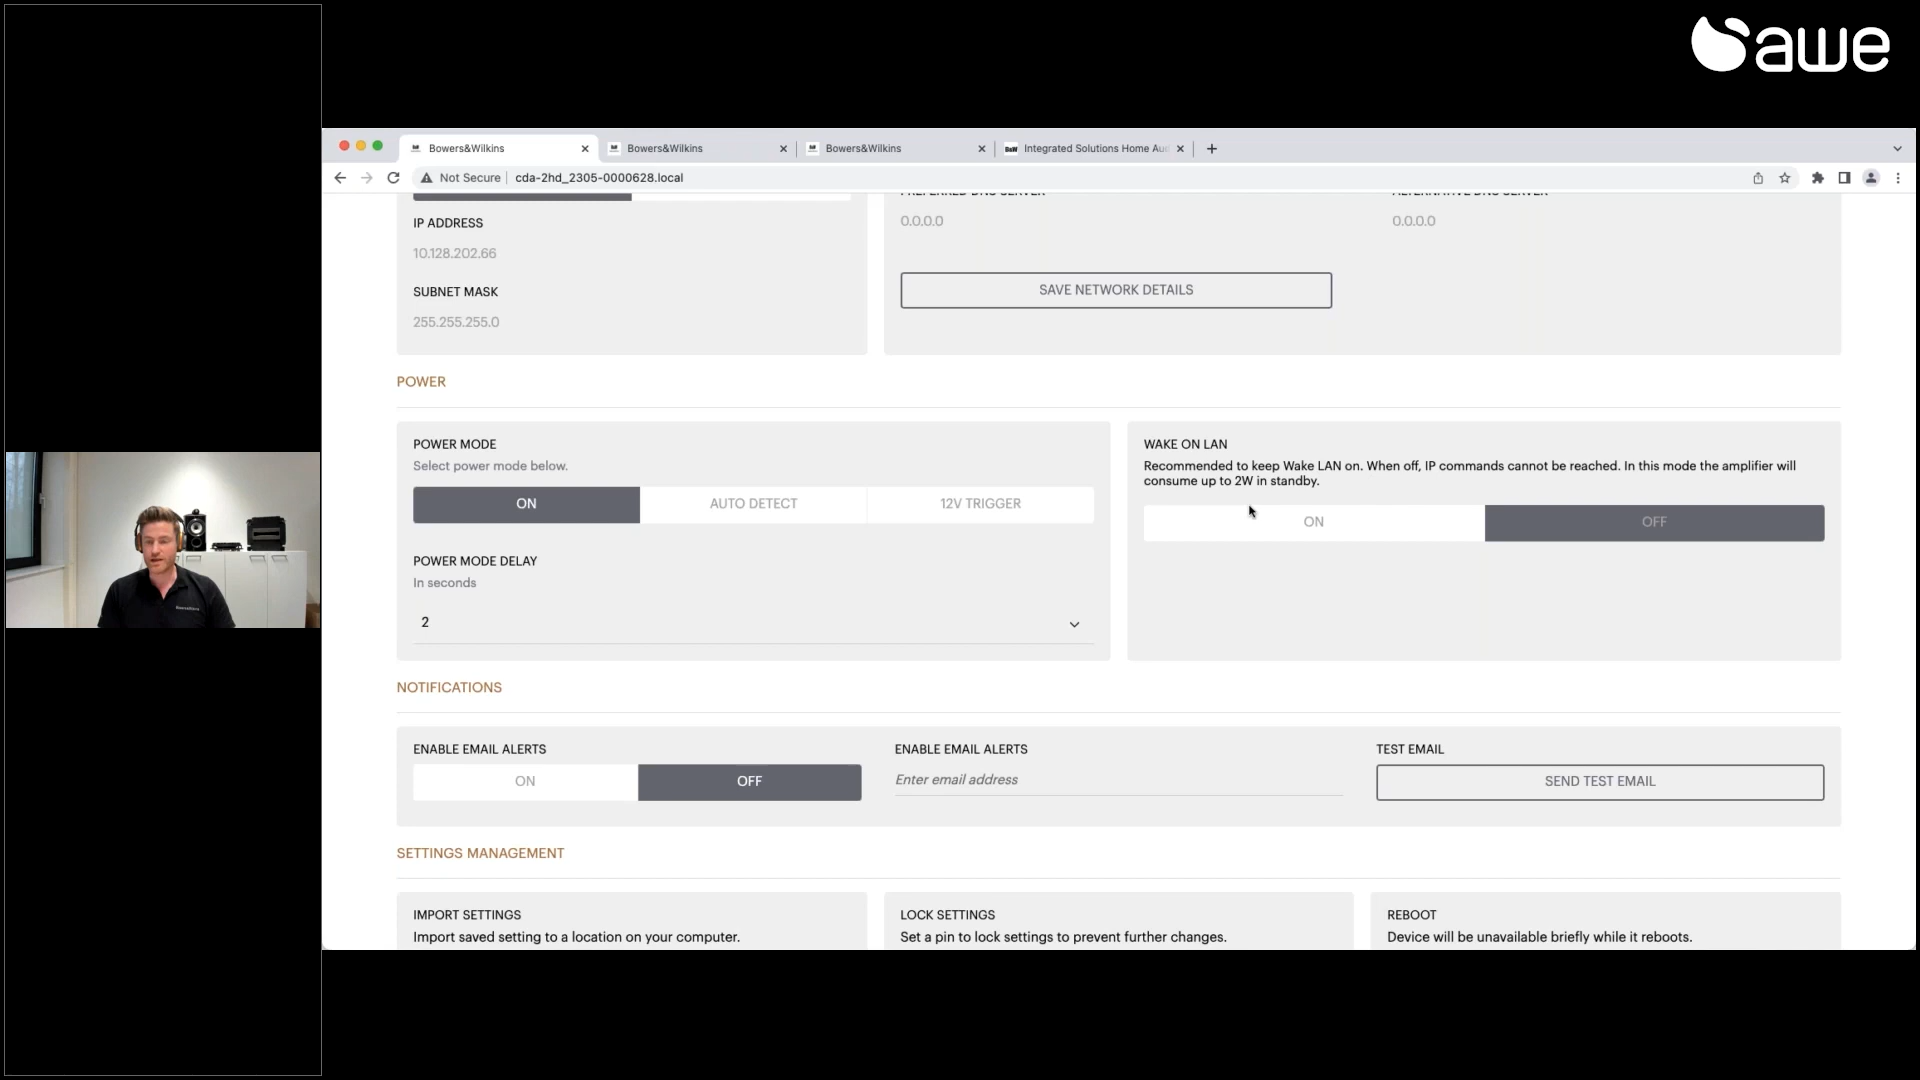 awe
Bowers&Wilkins
Bowers&Wilkins
Bowers&Wilkins
B&W Integrated Solutions Home Au
Not Secure
cda-2hd_2305-0000628.local
PREFERRED DNS SERVER
ALTERNATIVE DNS SERVER
IP ADDRESS
0.0.0.0
0.0.0.0
10.128.202.66
SUBNET MASK
SAVE NETWORK DETAILS
255.255.255.0
POWER
POWER MODE
Select power mode below.
ON
AUTO DETECT
12V TRIGGER
POWER MODE DELAY
In seconds
2
WAKE ON LAN
Recommended to keep Wake LAN on. When off, IP commands cannot be reached. In this mode the amplifier will
consume up to 2W in standby.
ON
OFF
NOTIFICATIONS
ENABLE EMAIL ALERTS
ON
OFF
ENABLE EMAIL ALERTS
Enter email address
TEST EMAIL
SEND TEST EMAIL
SETTINGS MANAGEMENT
IMPORT SETTINGS
Import saved setting to a location on your computer.
LOCK SETTINGS
Set a pin to lock settings to prevent further changes.
REBOOT
Device will be unavailable briefly while it reboots.